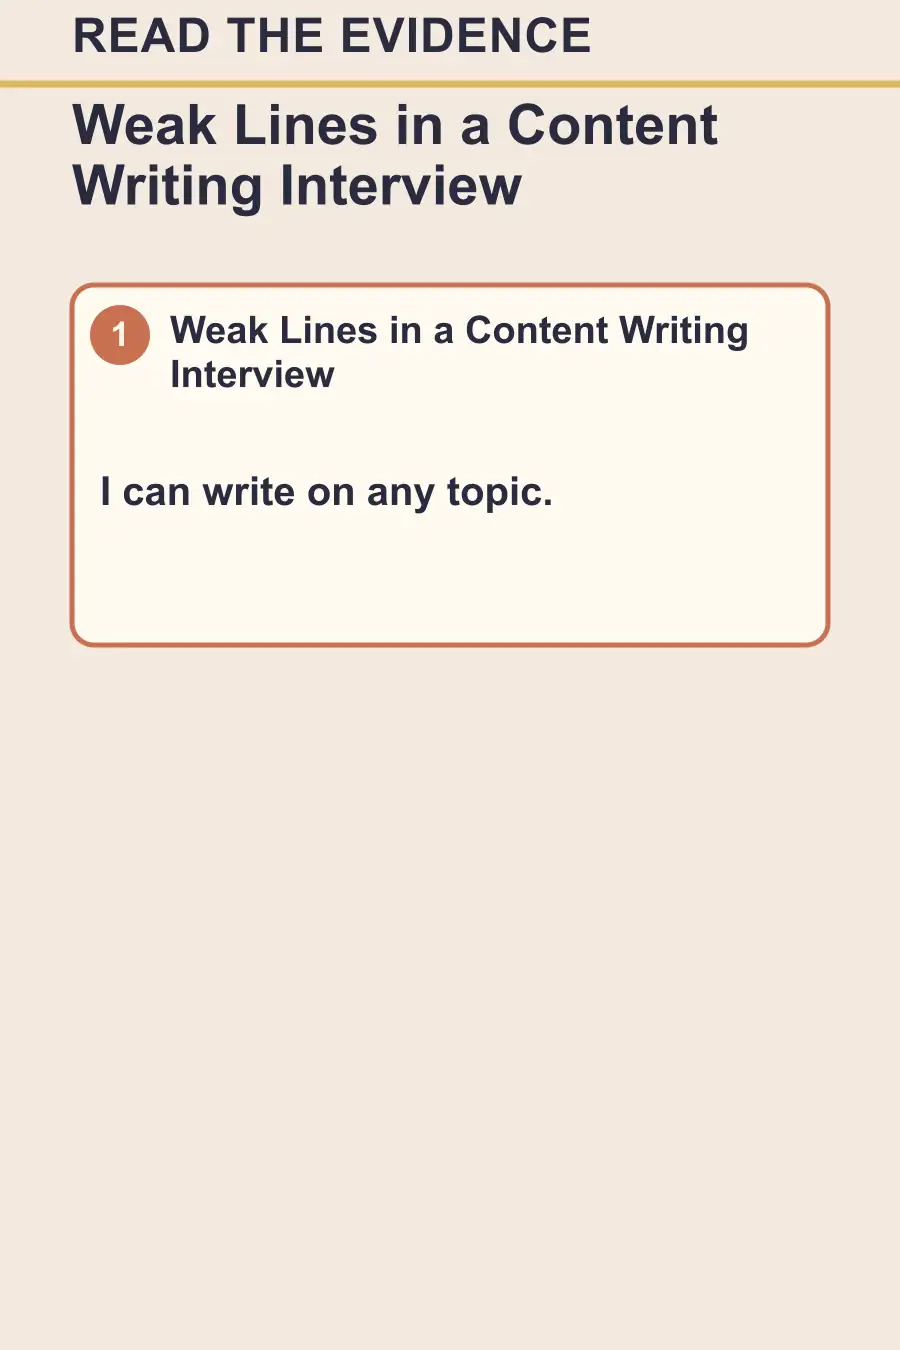 READ THE EVIDENCE
Weak Lines in a Content
Writing Interview
1
Weak Lines in a Content Writing
Interview
I can write on any topic.